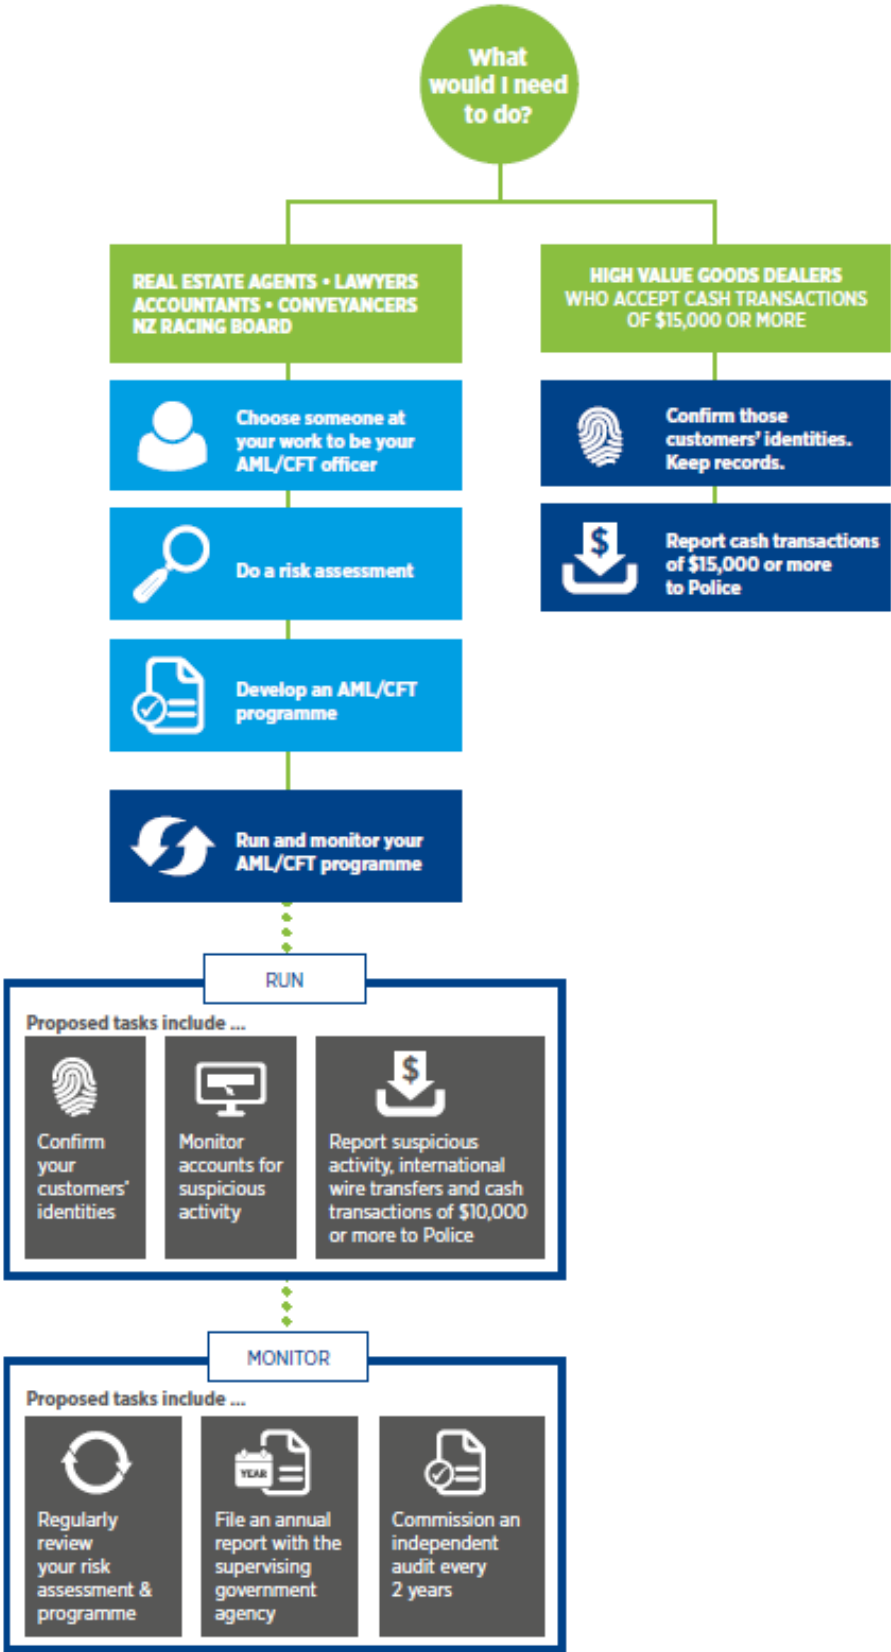 What
would I need
to do?
REAL ESTATE AGENTS • LAWYERS
ACCOUNTANTS • CONVEYANCERS
NZ RACING BOARD
Choose someone at
your work to be your
AML/CFT officer
Do a risk assessment
Develop an AML/CFT
programme
Run and monitor your
AML/CFT programme
HIGH VALUE GOODS DEALERS
WHO ACCEPT CASH TRANSACTIONS
OF $15,000 OR MORE
Confirm those
customers' identities.
Keep records.
$
Report cash transactions
of $15,000 or more
to Police
RUN
Proposed tasks include ...
Confirm
your
customers'
identities
Monitor
accounts for
suspicious
activity
$
Report suspicious
activity, international
wire transfers and cash
transactions of $10,000
or more to Police
MONITOR
Proposed tasks include ...
Regularly
review
your risk
assessment &
programme
YEAR
File an annual
report with the
supervising
government
agency
Commission an
independent
audit every
2 years